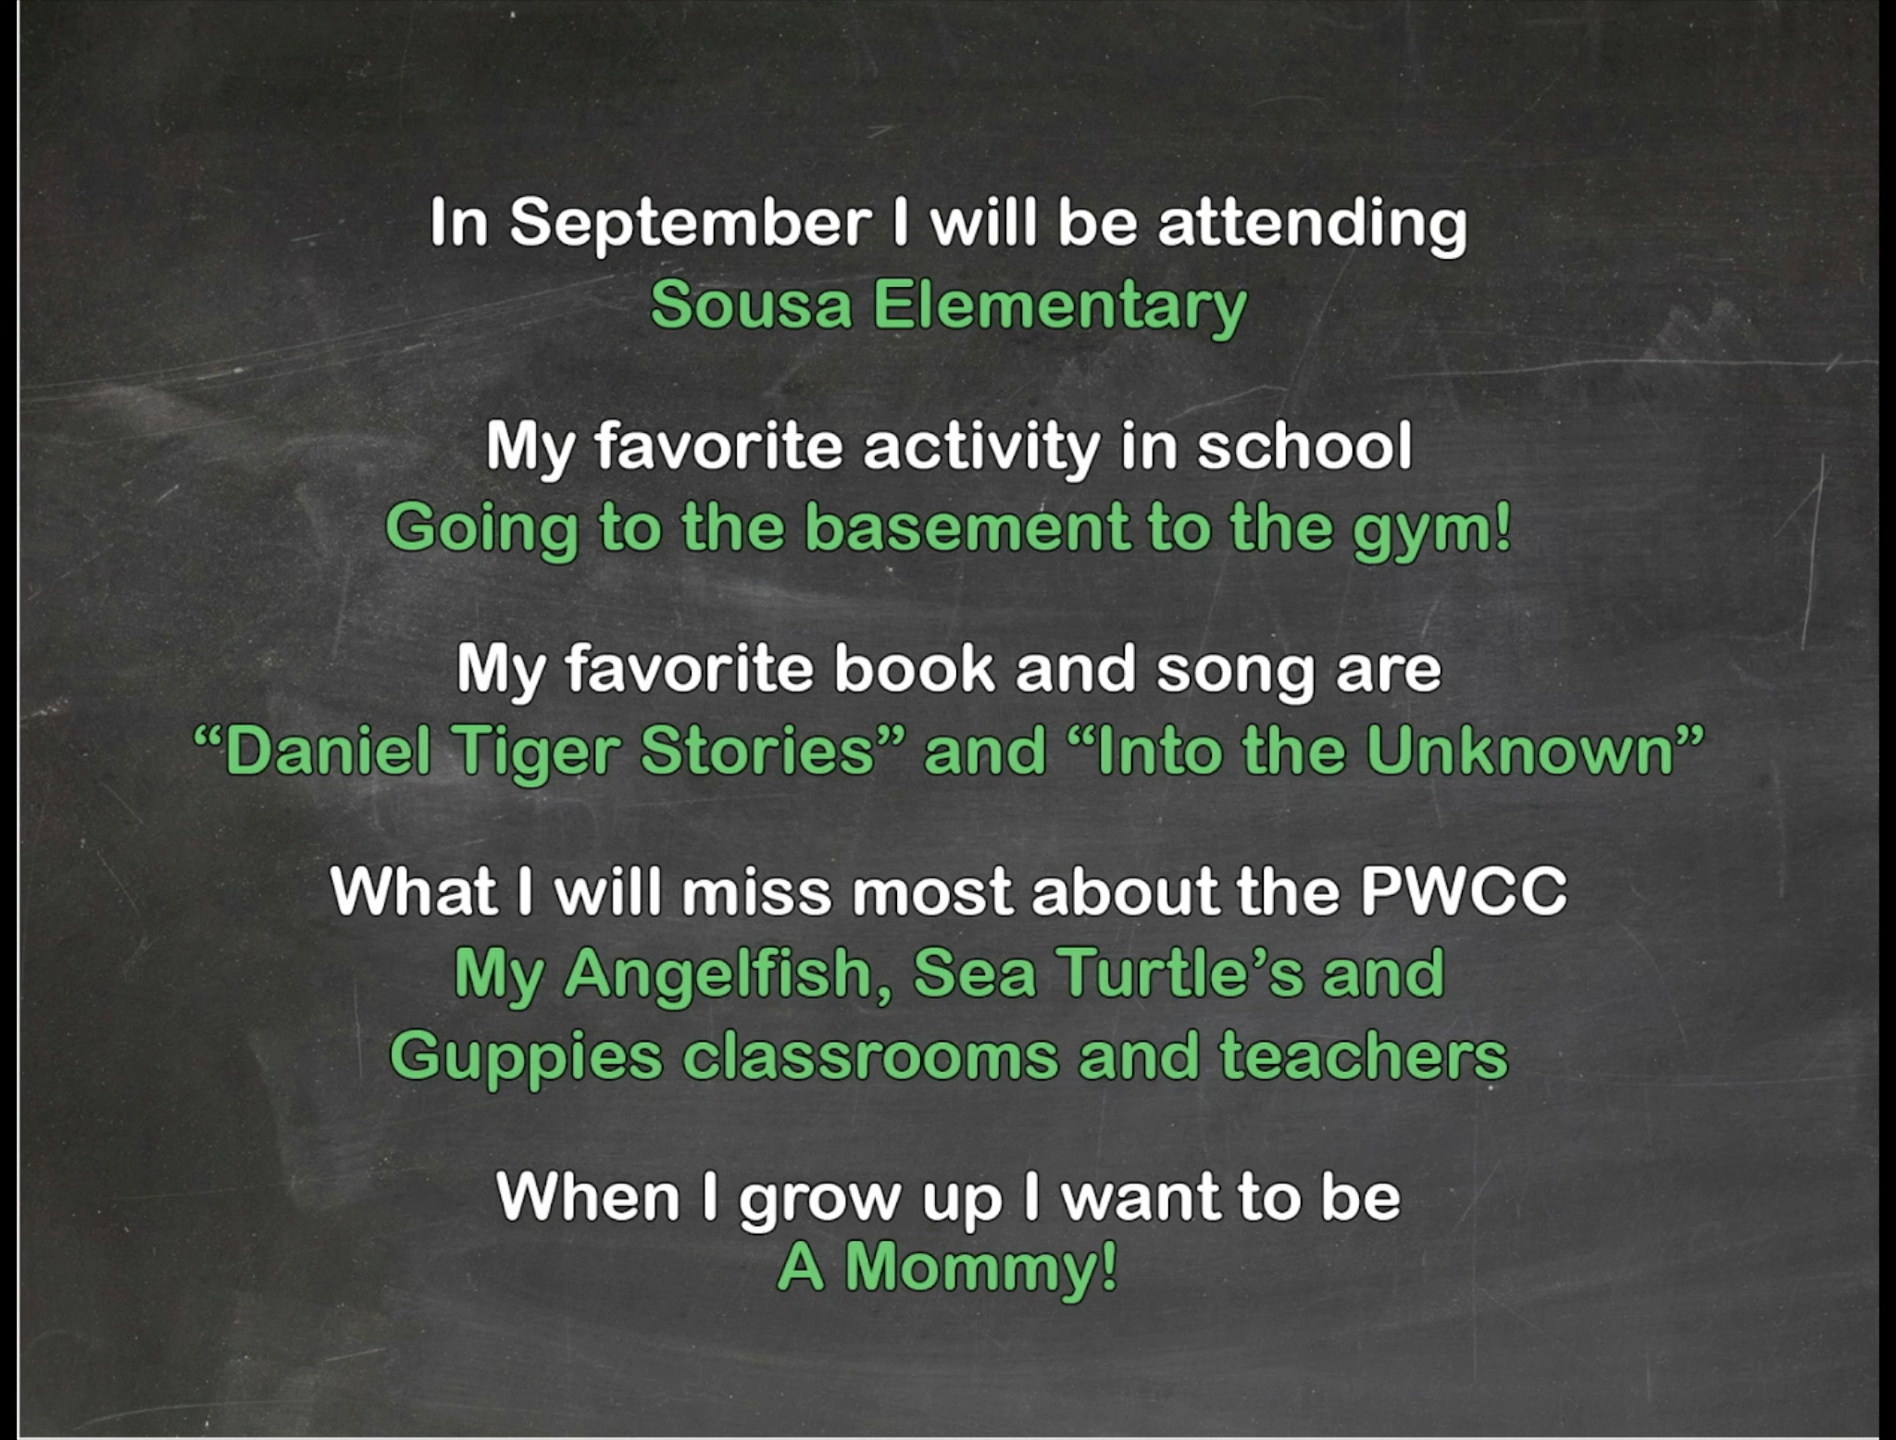 In September I will be attending
Sousa Elementary
My favorite activity in school
Going to the basement to the gym!
My favorite book and song are
“Daniel Tiger Stories” and “Into the Unknown”
What I will miss most about the PWCC
My Angelfish, Sea Turtle’s and
Guppies classrooms and teachers
When I grow up I want to be
A Mommy!